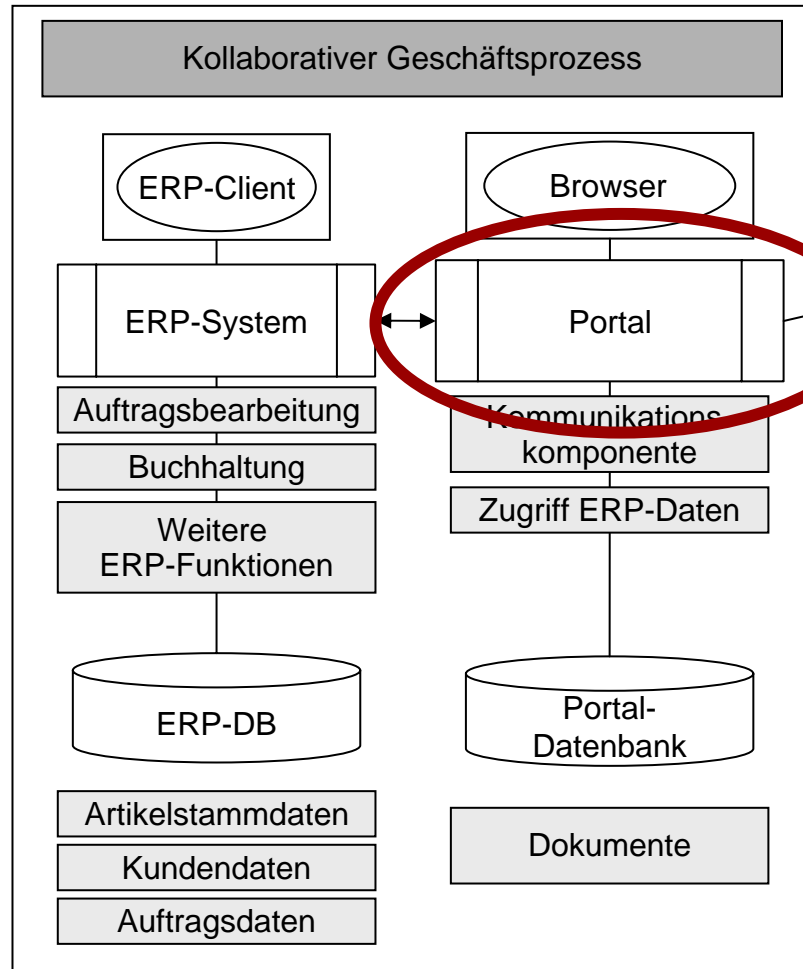 Kollaborativer Geschäftsprozess
ERP-Client
Browser
ERP-System
Portal
Auftragsbearbeitung
Buchhaltung
Weitere
ERP-Funktionen
Kommunikations
komponente
Zugriff ERP-Daten
ERP-DB
Portal-
Datenbank
Artikelstammdaten
Kundendaten
Auftragsdaten
Dokumente